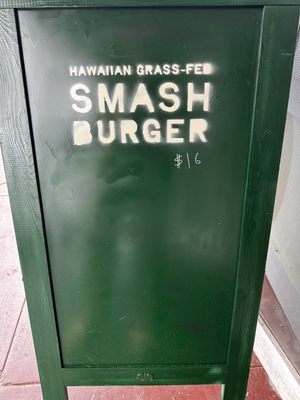 HAWAIIAN GRASS-FED
SMASH
BURGER
$16